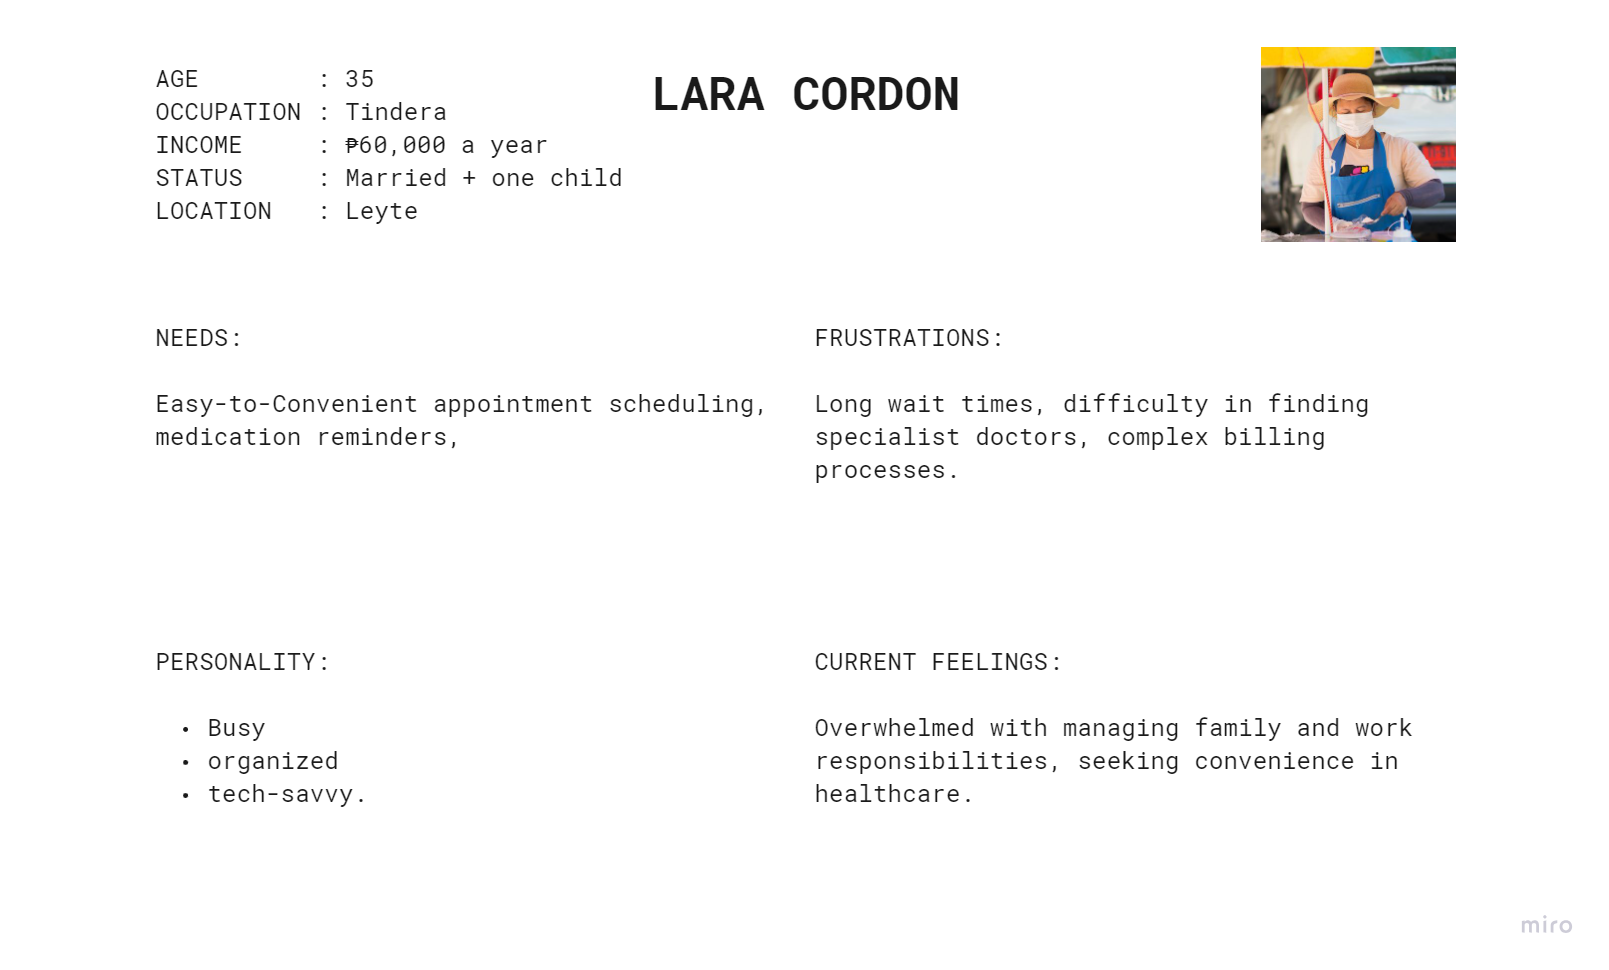 LARA CORDON
AGE : 35
OCCUPATION : Tindera
INCOME : ₱60,000 a year
STATUS : Married + one child
LOCATION : Leyte
NEEDS:
Easy-to-Convenient appointment scheduling,
medication reminders,
FRUSTRATIONS:
Long wait times, difficulty in finding
specialist doctors, complex billing
processes.
PERSONALITY:
• Busy
• organized
• tech-savvy.
CURRENT FEELINGS:
Overwhelmed with managing family and work
responsibilities, seeking convenience in
healthcare.
miro